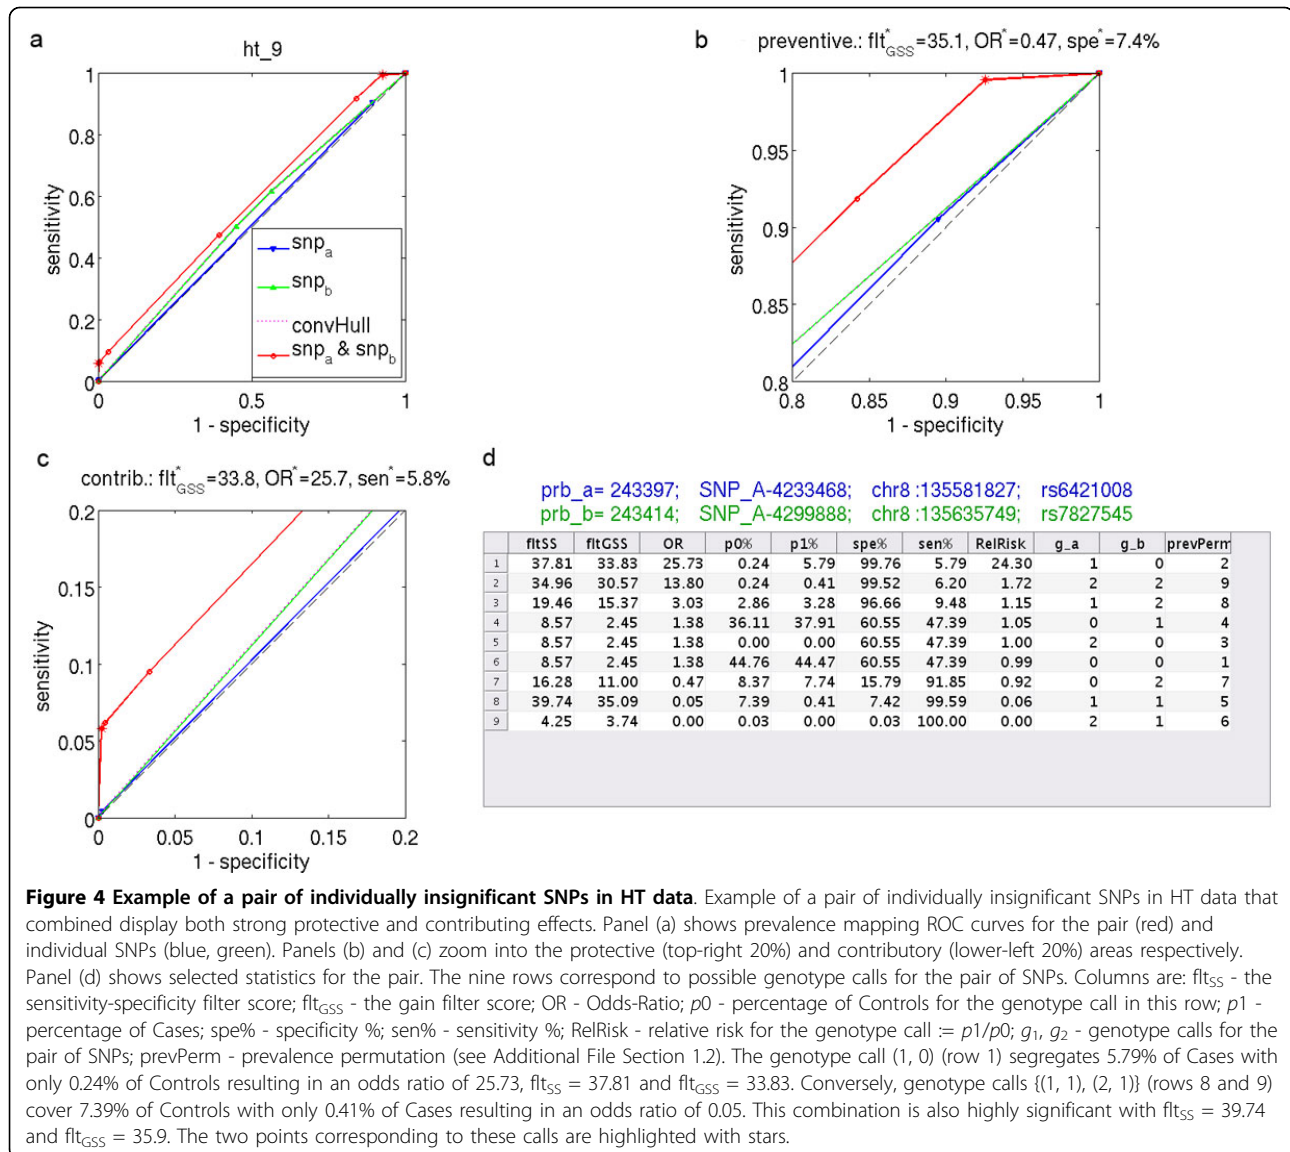 a
ht_9
1
0.8
0.6
0.4
0.2
0
sensitivity
0
0.5
1
1 - specificity
snp_a
snp_b
convHull
snp_a & snp_b
b
preventive.: flt*_GSS=35.1, OR*=0.47, spe*=7.4%
1
0.95
0.9
0.85
0.8
sensitivity
0.8
0.85
0.9
0.95
1
1 - specificity
c
contrib.: flt*_GSS=33.8, OR*=25.7, sen*=5.8%
0.2
0.15
0.1
0.05
0
sensitivity
0
0.05
0.1
0.15
0.2
1 - specificity
d
prb_a= 243397; SNP_A-4233468; chr8 :135581827; rs6421008
prb_b= 243414; SNP_A-4299888; chr8 :135635749; rs7827545
fltSS fltGSS OR p0% p1% spe% sen% RelRisk g_a g_b prevPerm
1 37.81 33.83 25.73 0.24 5.79 99.76 5.79 24.30 1 0 2
2 34.96 30.57 13.80 0.24 0.41 99.52 6.20 1.72 2 2 9
3 19.46 15.37 3.03 2.86 3.28 96.66 9.48 1.15 1 2 8
4 8.57 2.45 1.38 36.11 37.91 60.55 47.39 1.05 0 1 4
5 8.57 2.45 1.38 0.00 0.00 60.55 47.39 1.00 2 0 3
6 8.57 2.45 1.38 44.76 44.47 60.55 47.39 0.99 0 0 1
7 16.28 11.00 0.47 8.37 7.74 15.79 91.85 0.92 0 2 7
8 39.74 35.09 0.05 7.39 0.41 7.42 99.59 0.06 1 1 5
9 4.25 3.74 0.00 0.03 0.00 0.03 100.00 0.00 2 1 6
Figure 4 Example of a pair of individually insignificant SNPs in HT data. Example of a pair of individually insignificant SNPs in HT data that
combined display both strong protective and contributing effects. Panel (a) shows prevalence mapping ROC curves for the pair (red) and
individual SNPs (blue, green). Panels (b) and (c) zoom into the protective (top-right 20%) and contributory (lower-left 20%) areas respectively.
Panel (d) shows selected statistics for the pair. The nine rows correspond to possible genotype calls for the pair of SNPs. Columns are: flt_SS - the
sensitivity-specificity filter score; flt_GSS - the gain filter score; OR - Odds-Ratio; p0 - percentage of Controls for the genotype call in this row; p1 -
percentage of Cases; spe% - specificity %; sen% - sensitivity %; RelRisk - relative risk for the genotype call := p1/p0; g₁, g₂ - genotype calls for the
pair of SNPs; prevPerm - prevalence permutation (see Additional File Section 1.2). The genotype call (1, 0) (row 1) segregates 5.79% of Cases with
only 0.24% of Controls resulting in an odds ratio of 25.73, flt_SS = 37.81 and flt_GSS = 33.83. Conversely, genotype calls {(1, 1), (2, 1)} (rows 8 and 9)
cover 7.39% of Controls with only 0.41% of Cases resulting in an odds ratio of 0.05. This combination is also highly significant with flt_SS = 39.74
and flt_GSS = 35.9. The two points corresponding to these calls are highlighted with stars.